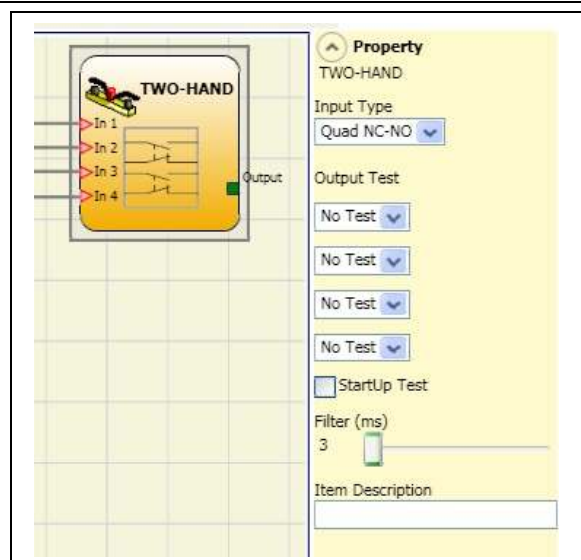 TWO-HAND
In 1
In 2
In 3
In 4
Output
Property
TWO-HAND
Input Type
Quad NC-NO
Output Test
No Test
No Test
No Test
No Test
StartUp Test
Filter (ms)
3
Item Description